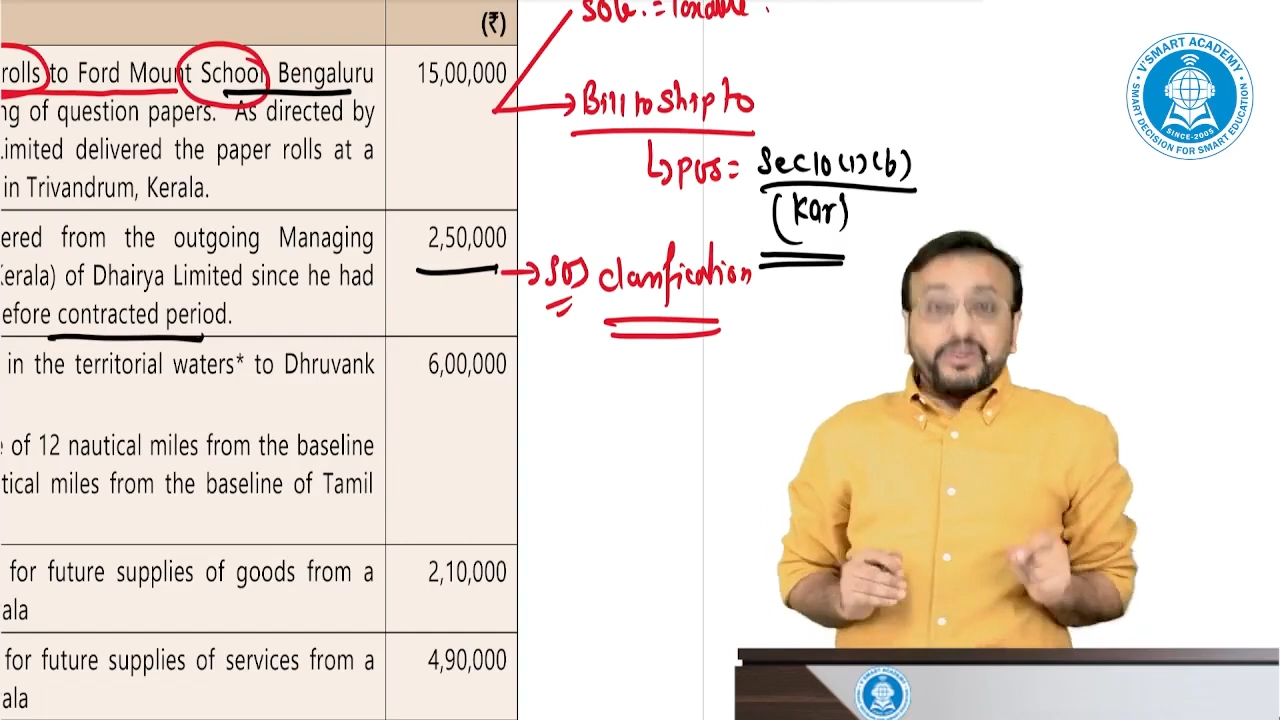 (₹)
rolls to Ford Mount School Bengaluru 15,00,000
ng of question papers. As directed by
imited delivered the paper rolls at a
in Trivandrum, Kerala.
ered from the outgoing Managing 2,50,000
Kerala) of Dhairya Limited since he had
efore contracted period.
in the territorial waters* to Dhruvank 6,00,000
of 12 nautical miles from the baseline
tical miles from the baseline of Tamil
for future supplies of goods from a 2,10,000
ala
for future supplies of services from a 4,90,000
ala
Bill to Ship to
POS = Sec 10(1)(b)
(Kar)
SOS clarification
V'SMART ACADEMY
SINCE-2005
SMART DECISION FOR SMART EDUCATION